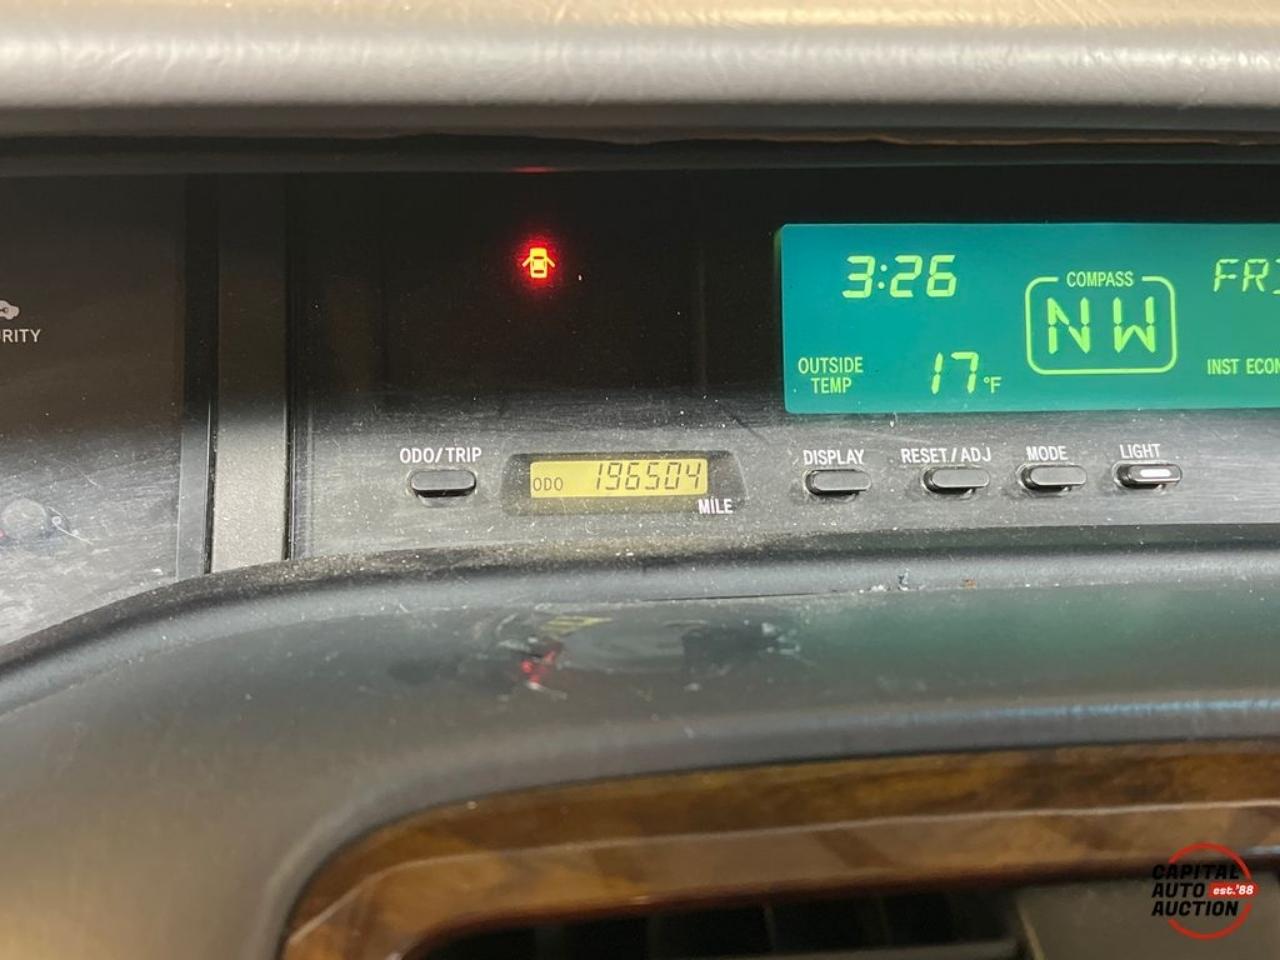 3:26
COMPASS
NW
FRI
OUTSIDE
TEMP
17°F
INST ECON
URITY
ODO/TRIP
ODO 196504
MILE
DISPLAY
RESET/ADJ
MODE
LIGHT
CAPITAL
AUTO
est.'88
AUCTION